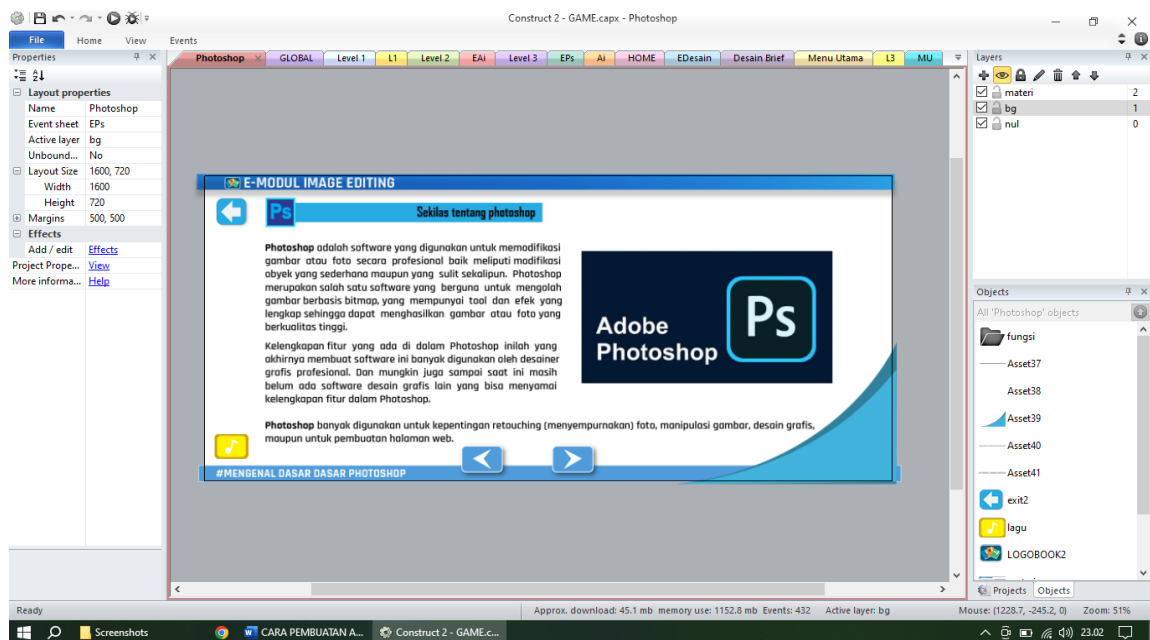 Construct 2 - GAME.capx - Photoshop
File Home View Events
Properties
Layout properties
Name Photoshop
Event sheet EPs
Active layer bg
Unbound... No
Layout Size 1600, 720
Width 1600
Height 720
Margins 500, 500
Effects
Add / edit Effects
Project Prope... View
More informa... Help
Photoshop GLOBAL Level 1 L1 Level 2 EAi Level 3 EPs Ai HOME EDesain Desain Brief Menu Utama L3 MU
E-MODUL IMAGE EDITING
Ps Sekilas tentang photoshop
Photoshop adalah software yang digunakan untuk memodifikasi
gambar atau foto secara profesional baik meliputi modifikasi
obyek yang sederhana maupun yang sulit sekalipun. Photoshop
merupakan salah satu software yang berguna untuk mengolah
gambar berbasis bitmap, yang mempunyai tool dan efek yang
lengkap sehingga dapat menghasilkan gambar atau foto yang
berkualitas tinggi.
Kelengkapan fitur yang ada di dalam Photoshop inilah yang
akhirnya membuat software ini banyak digunakan oleh desainer
grafis profesional. Dan mungkin juga sampai saat ini masih
belum ada software desain grafis lain yang bisa menyamai
kelengkapan fitur dalam Photoshop.
Adobe
Photoshop
Ps
Photoshop banyak digunakan untuk kepentingan retouching (menyempurnakan) foto, manipulasi gambar, desain grafis,
maupun untuk pembuatan halaman web.
#MENGENAL DASAR DASAR PHOTOSHOP
Layers
materi 2
bg 1
nul 0
Objects
All 'Photoshop' objects
fungsi
Asset37
Asset38
Asset39
Asset40
Asset41
exit2
lagu
LOGOBOOK2
Projects Objects
Ready
Approx. download: 45.1 mb memory use: 1152.8 mb Events: 432 Active layer: bg Mouse: (1228.7, -245.2, 0) Zoom: 51%
Screenshots
CARA PEMBUATAN A...
Construct 2 - GAME.c...
23.02